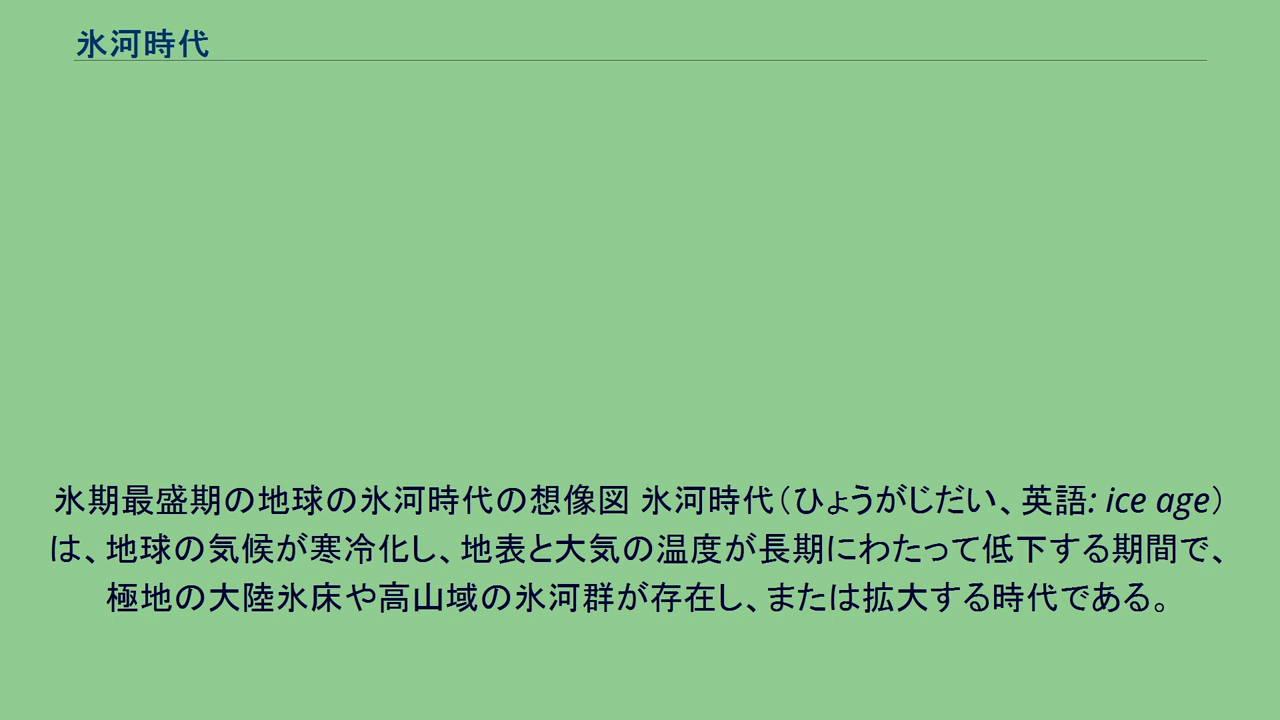 氷河時代
氷期最盛期の地球の氷河時代の想像図 氷河時代（ひょうがじだい、英語: ice age）
は、地球の気候が寒冷化し、地表と大気の温度が長期にわたって低下する期間で、
極地の大陸氷床や高山域の氷河群が存在し、または拡大する時代である。